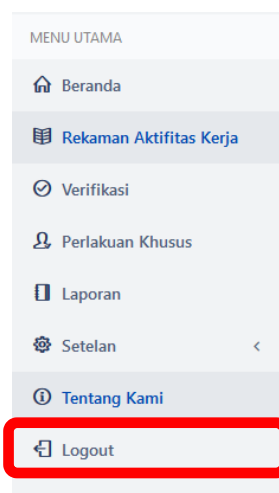 MENU UTAMA
Beranda
Rekaman Aktifitas Kerja
Verifikasi
Perlakuan Khusus
Laporan
Setelan
Tentang Kami
Logout